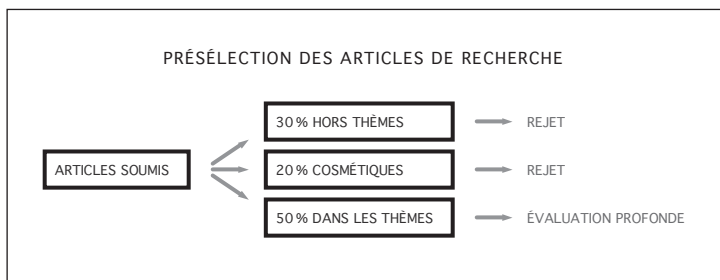 PRÉSÉLECTION DES ARTICLES DE RECHERCHE
30 % HORS THÈMES
REJET
ARTICLES SOUMIS
20 % COSMÉTIQUES
REJET
50 % DANS LES THÈMES
ÉVALUATION PROFONDE